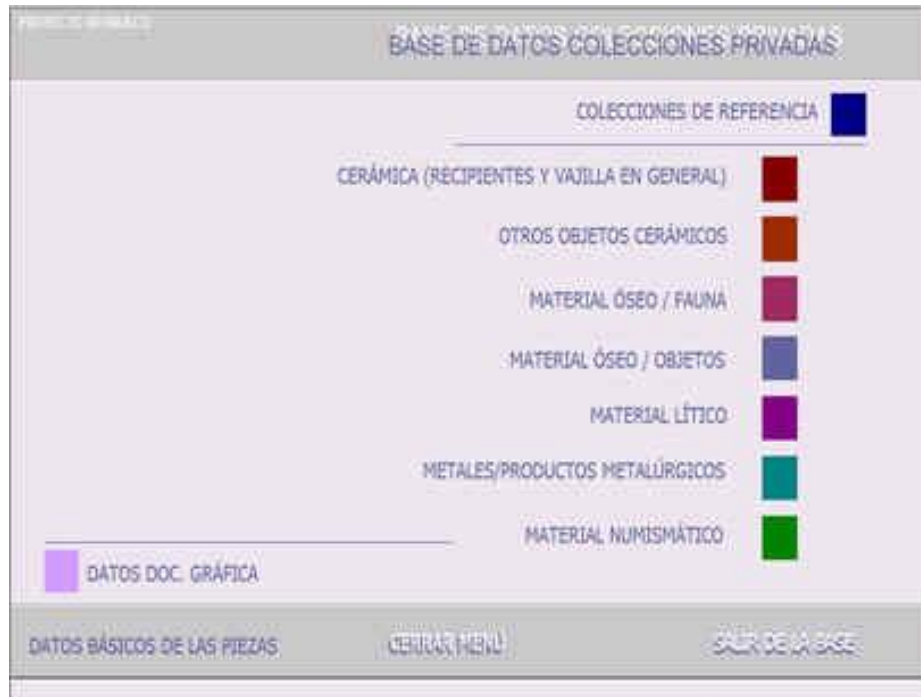 BASE DE DATOS COLECCIONES PRIVADAS
COLECCIONES DE REFERENCIA
CERÁMICA (RECIPIENTES Y VAJILLA EN GENERAL)
OTROS OBJETOS CERÁMICOS
MATERIAL ÓSEO / FAUNA
MATERIAL ÓSEO / OBJETOS
MATERIAL LÍTICO
METALES/PRODUCTOS METALÚRGICOS
MATERIAL NUMISMÁTICO
DATOS DOC. GRÁFICA
DATOS BÁSICOS DE LAS PIEZAS
CERRAR MENÚ
SALIR DE LA BASE